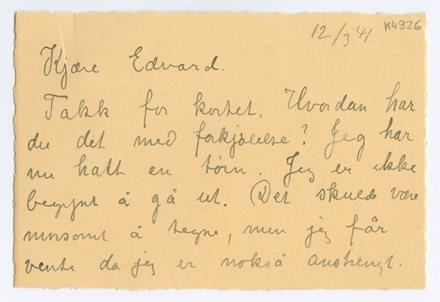 12/3 41.
K4926
Kjære Edvard.
Takk for kortet. Hvordan har
du det med forkjølelse? Jeg har
nu hatt en törn. Jeg er ikke
begynt å gå ut. Det skulde være
morsomt å tegne, men jeg får
vente da jeg er nokså anstrengt.